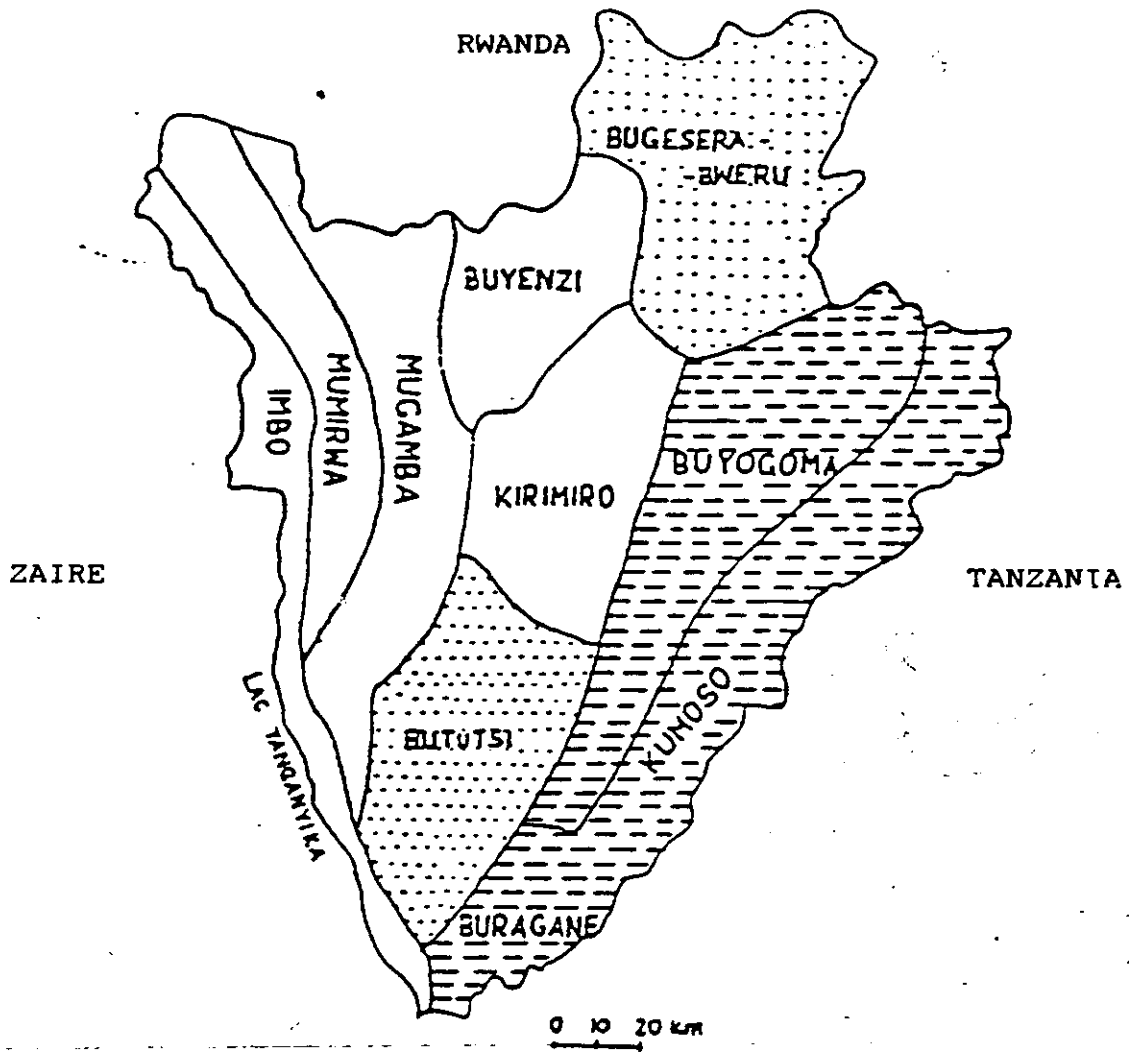 RWANDA
BUGESERA -
-BWERU
BUYENZI
IMBO
MUMIRWA
MUGAMBA
BUYOGOMA
KIRIMIRO
ZAIRE
TANZANIA
KUMOSO
LAC TANGANYIKA
BUTUTSI
BURAGANE
0 10 20 km